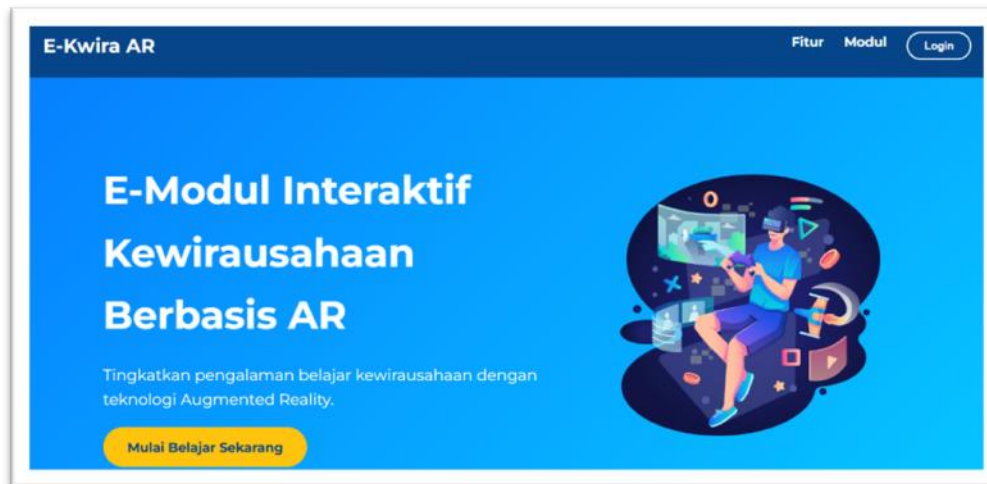 E-Kwira AR
Fitur Modul Login
E-Modul Interaktif
Kewirausahaan
Berbasis AR
Tingkatkan pengalaman belajar kewirausahaan dengan
teknologi Augmented Reality.
Mulai Belajar Sekarang